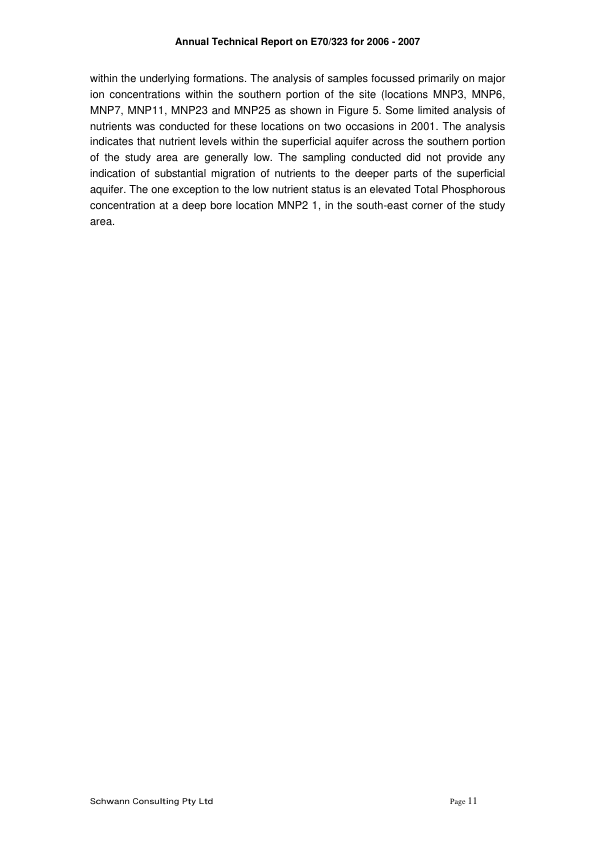 Annual Technical Report on E70/323 for 2006 - 2007
within the underlying formations. The analysis of samples focussed primarily on major
ion concentrations within the southern portion of the site (locations MNP3, MNP6,
MNP7, MNP11, MNP23 and MNP25 as shown in Figure 5. Some limited analysis of
nutrients was conducted for these locations on two occasions in 2001. The analysis
indicates that nutrient levels within the superficial aquifer across the southern portion
of the study area are generally low. The sampling conducted did not provide any
indication of substantial migration of nutrients to the deeper parts of the superficial
aquifer. The one exception to the low nutrient status is an elevated Total Phosphorous
concentration at a deep bore location MNP2 1, in the south-east corner of the study
area.
Schwann Consulting Pty Ltd Page 11